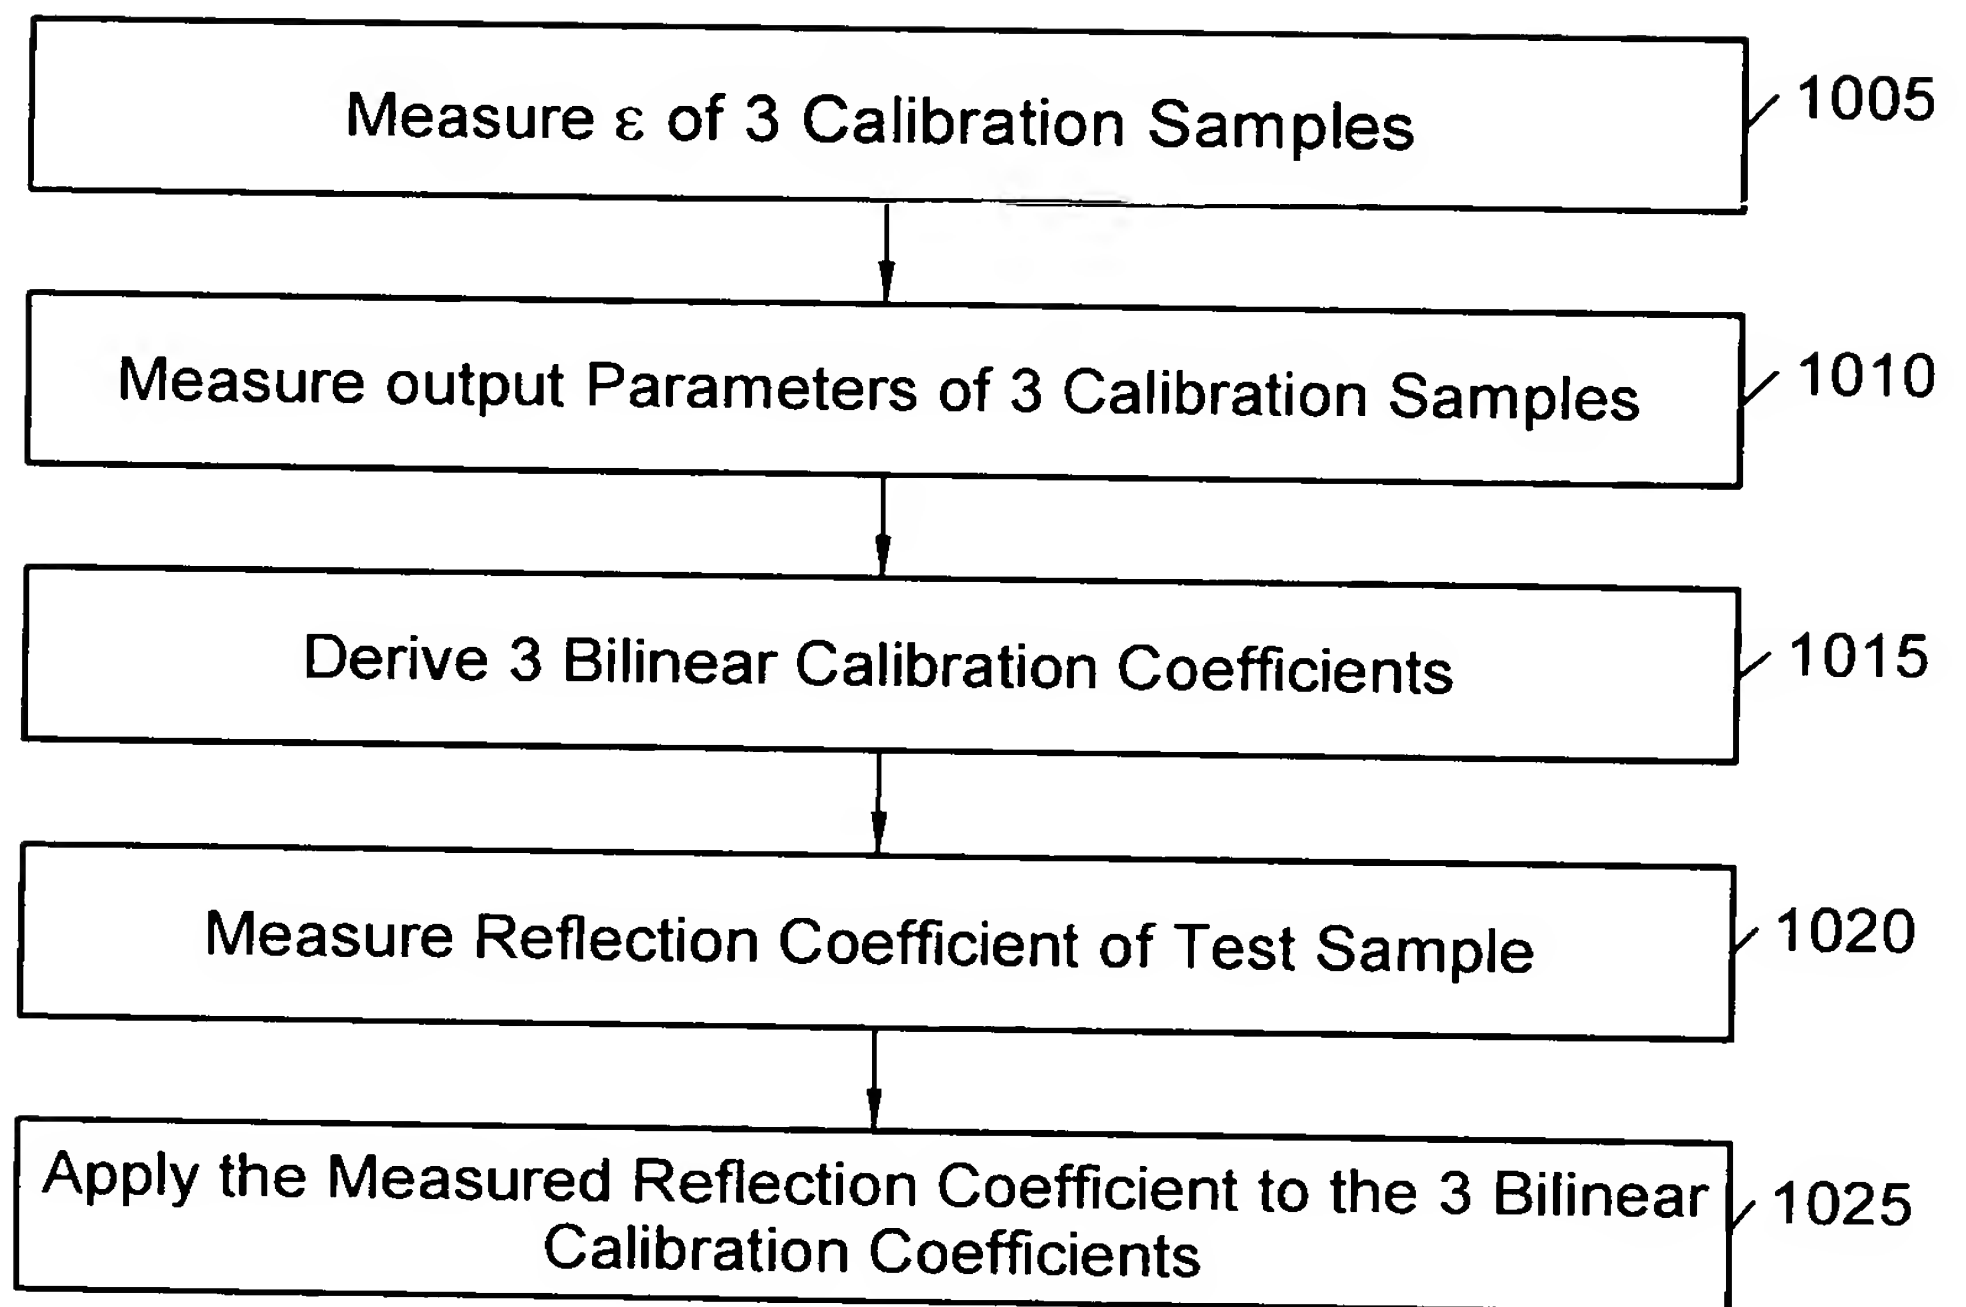 Measure ε of 3 Calibration Samples
1005
Measure output Parameters of 3 Calibration Samples
1010
Derive 3 Bilinear Calibration Coefficients
1015
Measure Reflection Coefficient of Test Sample
1020
Apply the Measured Reflection Coefficient to the 3 Bilinear
Calibration Coefficients
1025